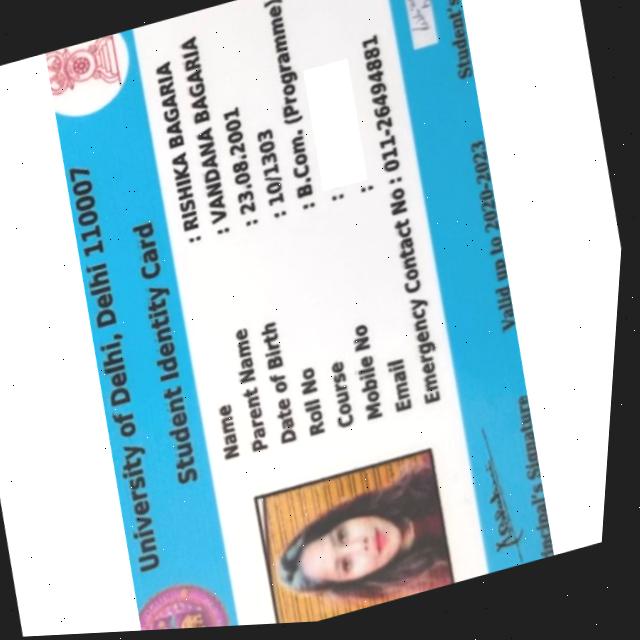 University of Delhi, Delhi 110007
Student Identity Card
Name : RISHIKA BAGARIA
Parent Name : VANDANA BAGARIA
Date of Birth : 23.08.2001
Roll No : 10/1303
Course : B.Com. (Programme)
Mobile No :
Email :
Emergency Contact No : 011-26494881
Valid up to 2020-2023
Signature
Student's